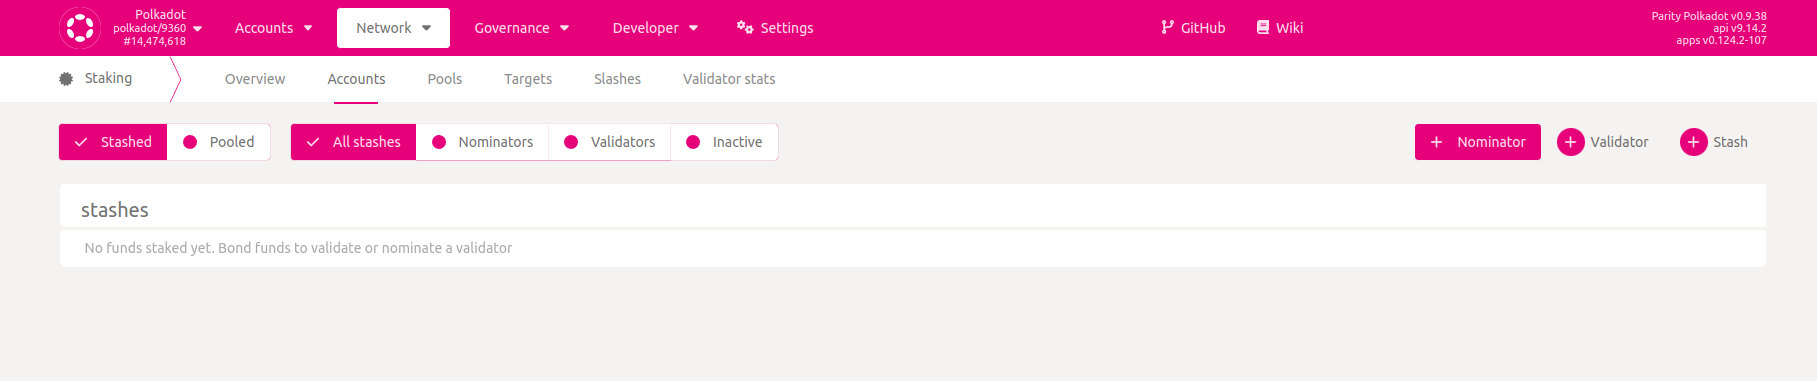 Polkadot
polkadot/9360
#14,474,618
Accounts
Network
Governance
Developer
Settings
GitHub
Wiki
Parity Polkadot v0.9.38
api v9.14.2
apps v0.124.2-107
Staking
Overview
Accounts
Pools
Targets
Slashes
Validator stats
Stashed
Pooled
All stashes
Nominators
Validators
Inactive
Nominator
Validator
Stash
stashes
No funds staked yet. Bond funds to validate or nominate a validator